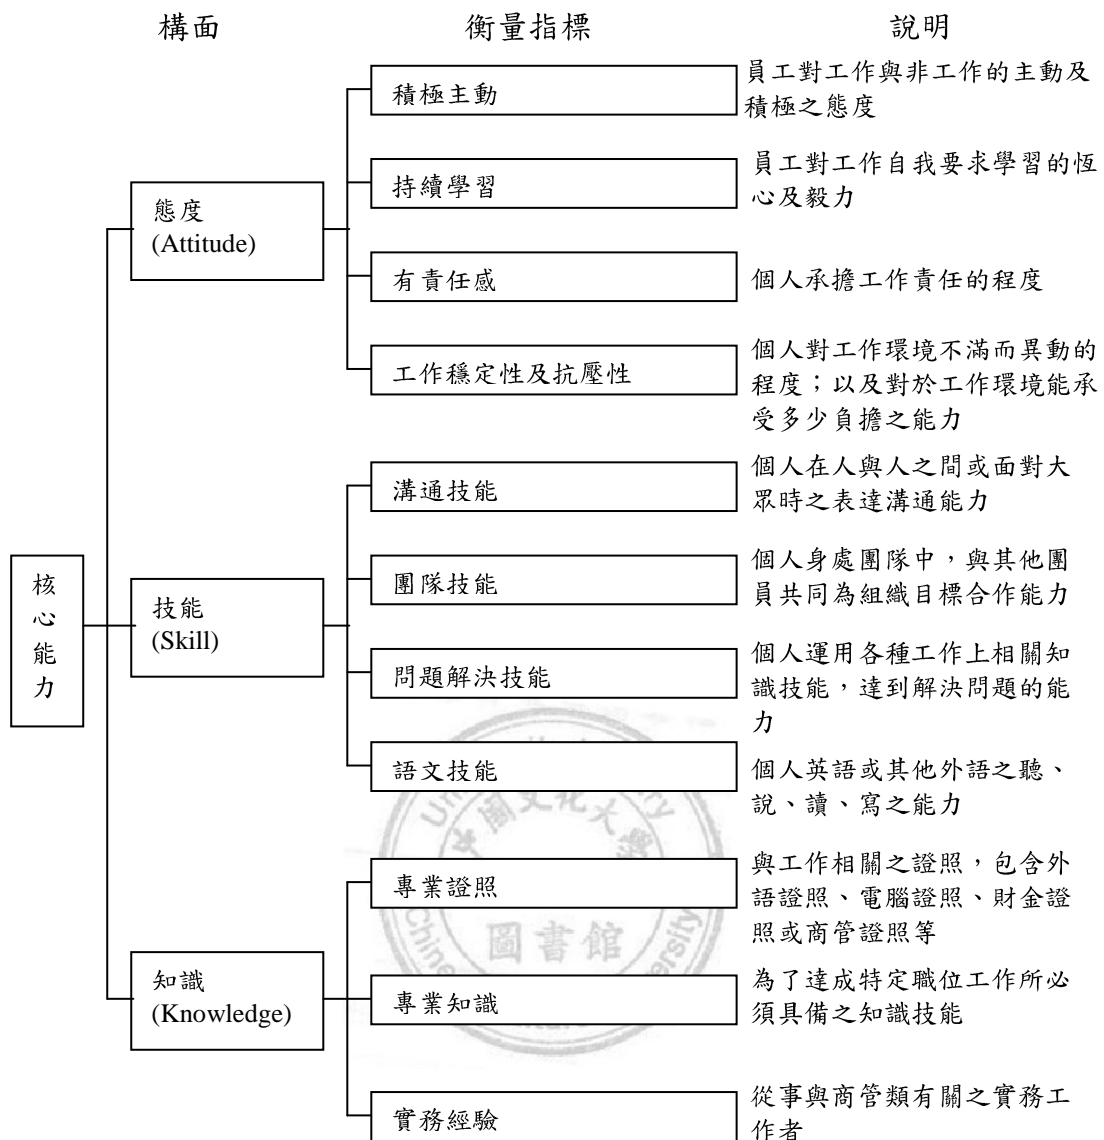 構面 衡量指標 說明
積極主動
員工對工作與非工作的主動及
積極之態度
持續學習
員工對工作自我要求學習的恆
心及毅力
態度
(Attitude)
有責任感
個人承擔工作責任的程度
工作穩定性及抗壓性
個人對工作環境不滿而異動的
程度；以及對於工作環境能承
受多少負擔之能力
溝通技能
個人在人與人之間或面對大
眾時之表達溝通能力
核
心
能
力
技能
(Skill)
團隊技能
個人身處團隊中，與其他團
員共同為組織目標合作能力
問題解決技能
個人運用各種工作上相關知
識技能，達到解決問題的能
力
語文技能
個人英語或其他外語之聽、
說、讀、寫之能力
專業證照
與工作相關之證照，包含外
語證照、電腦證照、財金證
照或商管證照等
知識
(Knowledge)
專業知識
為了達成特定職位工作所必
須具備之知識技能
實務經驗
從事與商管類有關之實務工
作者
中國文化大學
圖書館